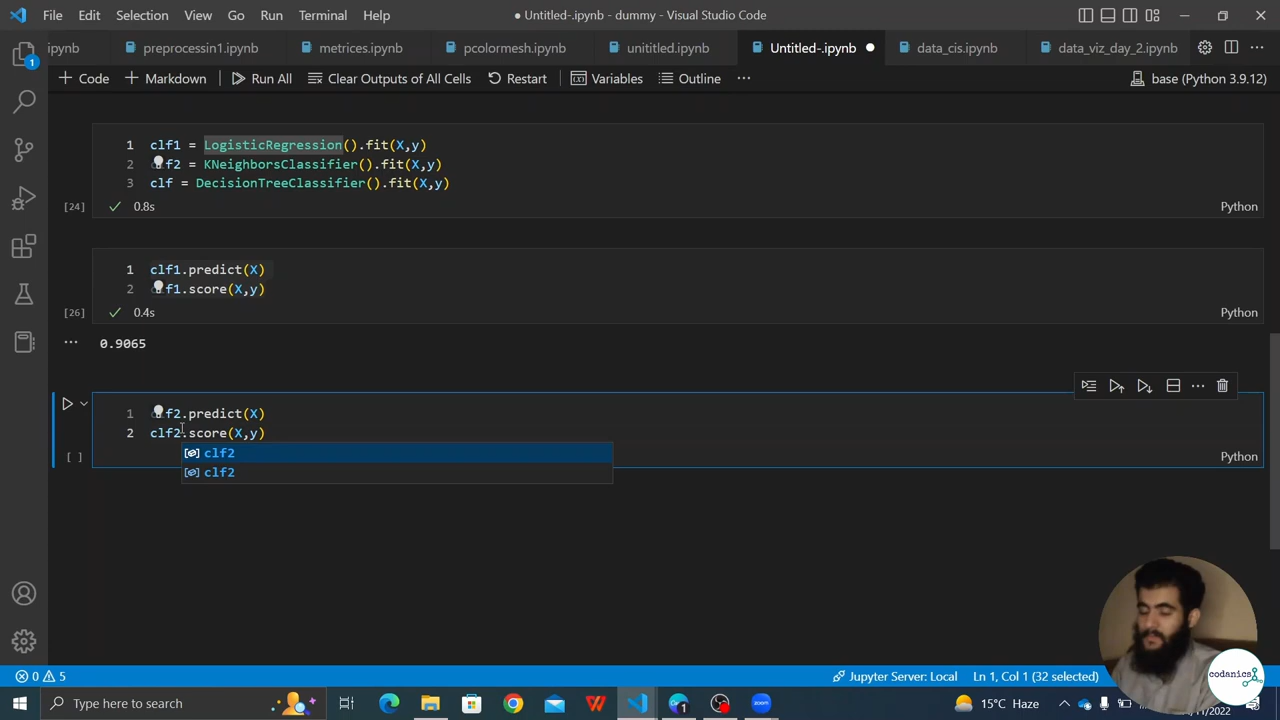 File Edit Selection View Go Run Terminal Help
● Untitled-.ipynb - dummy - Visual Studio Code
ipynb preprocessin1.ipynb metrices.ipynb pcolormesh.ipynb unititled.ipynb Untitled-.ipynb data_cis.ipynb data_viz_day_2.ipynb
1
+ Code + Markdown Run All Clear Outputs of All Cells Restart Variables Outline ... base (Python 3.9.12)
1 clf1 = LogisticRegression().fit(X,y)
2 clf2 = KNeighborsClassifier().fit(X,y)
3 clf = DecisionTreeClassifier().fit(X,y)
[24] 0.8s Python
1 clf1.predict(X)
2 clf1.score(X,y)
[26] 0.4s Python
... 0.9065
1 clf2.predict(X)
2 clf2.score(X,y)
clf2
clf2
[ ] Python
0 5 Jupyter Server: Local Ln 1, Col 1 (32 selected)
codanics
Type here to search 15°C Haze